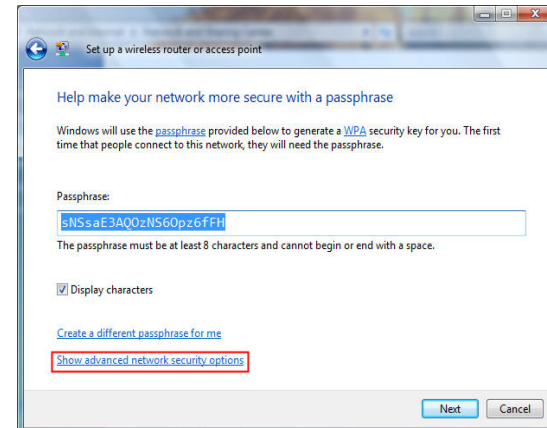 Set up a wireless router or access point
Help make your network more secure with a passphrase
Windows will use the passphrase provided below to generate a WPA security key for you. The first
time that people connect to this network, they will need the passphrase.
Passphrase:
sNSsaE3AQOzNS6Opz6fFH
The passphrase must be at least 8 characters and cannot begin or end with a space.
Display characters
Create a different passphrase for me
Show advanced network security options
Next Cancel